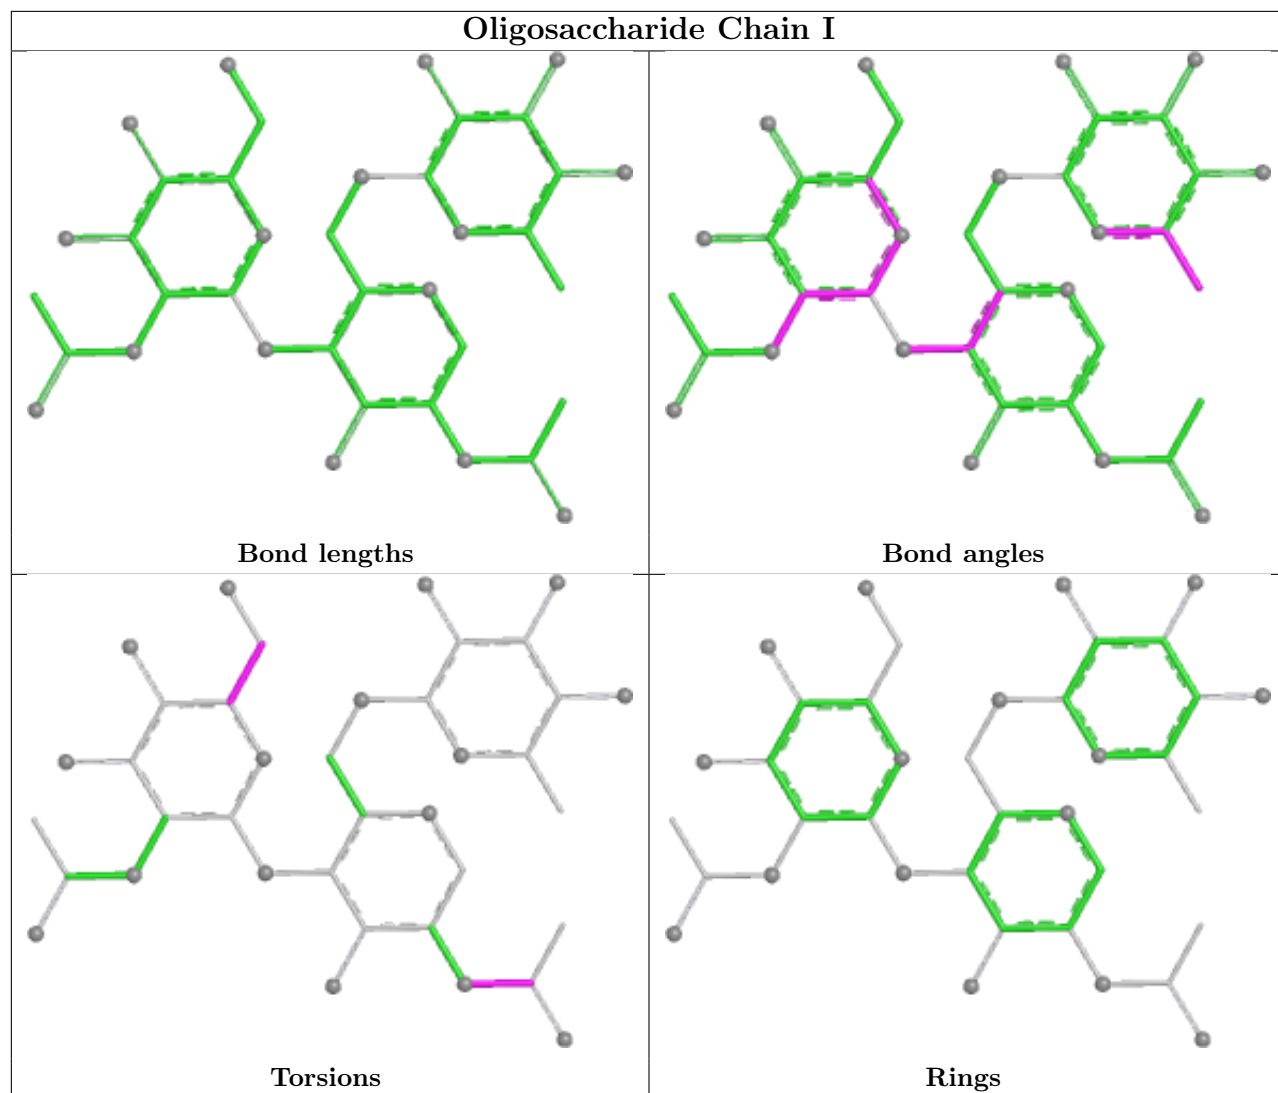 Oligosaccharide Chain I
Bond lengths
Bond angles
Torsions
Rings